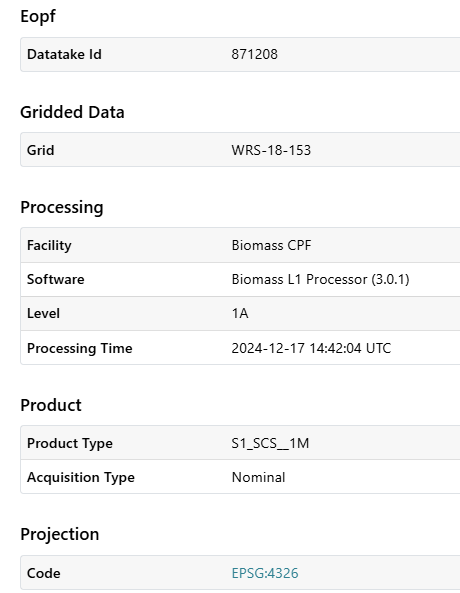 Eopf
Datatake Id 871208
Gridded Data
Grid WRS-18-153
Processing
Facility Biomass CPF
Software Biomass L1 Processor (3.0.1)
Level 1A
Processing Time 2024-12-17 14:42:04 UTC
Product
Product Type S1_SCS__1M
Acquisition Type Nominal
Projection
Code EPSG:4326